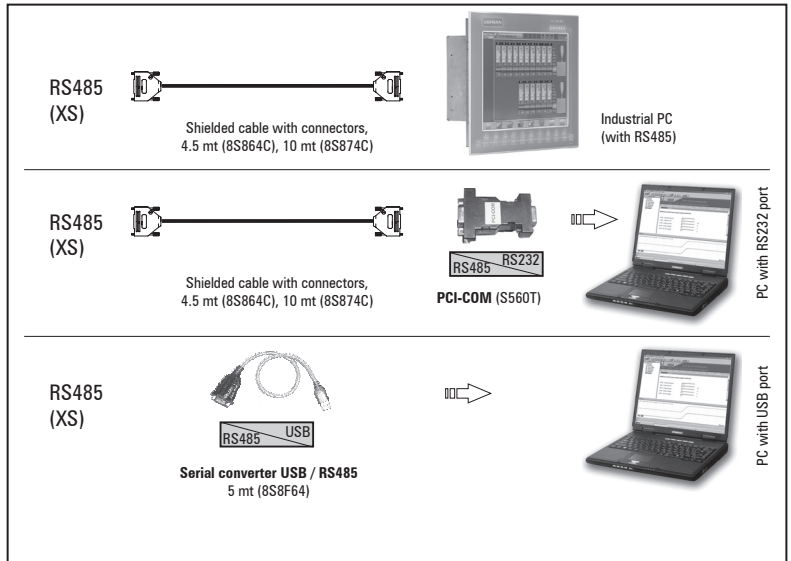 RS485
(XS)
Shielded cable with connectors,
4.5 mt (8S864C), 10 mt (8S874C)
Industrial PC
(with RS485)
RS485
(XS)
Shielded cable with connectors,
4.5 mt (8S864C), 10 mt (8S874C)
PCI-COM
RS485 RS232
PCI-COM (S560T)
PC with RS232 port
RS485
(XS)
RS485 USB
Serial converter USB / RS485
5 mt (8S8F64)
PC with USB port